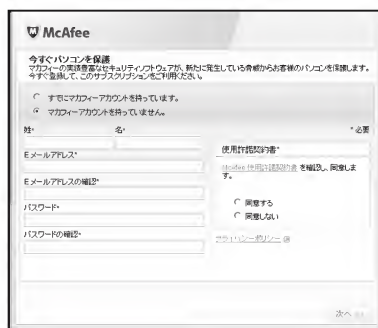 McAfee
今すぐパソコンを保護
マカフィーの実績豊富なセキュリティソフトウェアが、新たに発生している脅威からお客様のパソコンを保護します。
今すぐ登録して、このサブスクリプションをご利用ください。
すでにマカフィーアカウントを持っています。
マカフィーアカウントを持っていません。
姓* 名* *必要
Eメールアドレス*
Eメールアドレスの確認*
パスワード*
パスワードの確認*
使用許諾契約書*
McAfee 使用許諾契約書 を確認し、同意しま
す。
同意する
同意しない
プライバシーポリシー
次へ >>